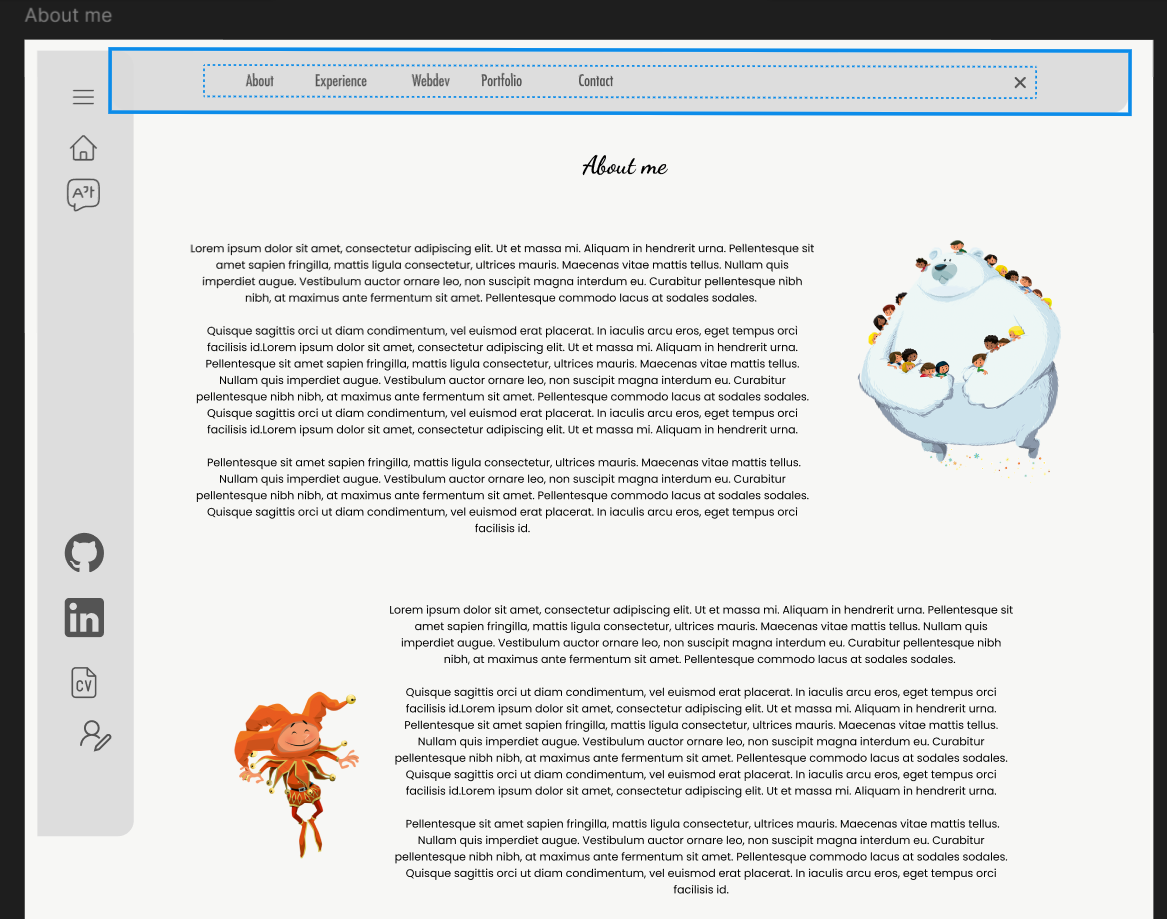 About me
About Experience Webdev Portfolio Contact
A가
About me
Lorem ipsum dolor sit amet, consectetur adipiscing elit. Ut et massa mi. Aliquam in hendrerit urna. Pellentesque sit
amet sapien fringilla, mattis ligula consectetur, ultrices mauris. Maecenas vitae mattis tellus. Nullam quis
imperdiet augue. Vestibulum auctor ornare leo, non suscipit magna interdum eu. Curabitur pellentesque nibh
nibh, at maximus ante fermentum sit amet. Pellentesque commodo lacus at sodales sodales.
Quisque sagittis orci ut diam condimentum, vel euismod erat placerat. In iaculis arcu eros, eget tempus orci
facilisis id.Lorem ipsum dolor sit amet, consectetur adipiscing elit. Ut et massa mi. Aliquam in hendrerit urna.
Pellentesque sit amet sapien fringilla, mattis ligula consectetur, ultrices mauris. Maecenas vitae mattis tellus.
Nullam quis imperdiet augue. Vestibulum auctor ornare leo, non suscipit magna interdum eu. Curabitur
pellentesque nibh nibh, at maximus ante fermentum sit amet. Pellentesque commodo lacus at sodales sodales.
Quisque sagittis orci ut diam condimentum, vel euismod erat placerat. In iaculis arcu eros, eget tempus orci
facilisis id.Lorem ipsum dolor sit amet, consectetur adipiscing elit. Ut et massa mi. Aliquam in hendrerit urna.
Pellentesque sit amet sapien fringilla, mattis ligula consectetur, ultrices mauris. Maecenas vitae mattis tellus.
Nullam quis imperdiet augue. Vestibulum auctor ornare leo, non suscipit magna interdum eu. Curabitur
pellentesque nibh nibh, at maximus ante fermentum sit amet. Pellentesque commodo lacus at sodales sodales.
Quisque sagittis orci ut diam condimentum, vel euismod erat placerat. In iaculis arcu eros, eget tempus orci
facilisis id.
in
CV
Lorem ipsum dolor sit amet, consectetur adipiscing elit. Ut et massa mi. Aliquam in hendrerit urna. Pellentesque sit
amet sapien fringilla, mattis ligula consectetur, ultrices mauris. Maecenas vitae mattis tellus. Nullam quis
imperdiet augue. Vestibulum auctor ornare leo, non suscipit magna interdum eu. Curabitur pellentesque nibh
nibh, at maximus ante fermentum sit amet. Pellentesque commodo lacus at sodales sodales.
Quisque sagittis orci ut diam condimentum, vel euismod erat placerat. In iaculis arcu eros, eget tempus orci
facilisis id.Lorem ipsum dolor sit amet, consectetur adipiscing elit. Ut et massa mi. Aliquam in hendrerit urna.
Pellentesque sit amet sapien fringilla, mattis ligula consectetur, ultrices mauris. Maecenas vitae mattis tellus.
Nullam quis imperdiet augue. Vestibulum auctor ornare leo, non suscipit magna interdum eu. Curabitur
pellentesque nibh nibh, at maximus ante fermentum sit amet. Pellentesque commodo lacus at sodales sodales.
Quisque sagittis orci ut diam condimentum, vel euismod erat placerat. In iaculis arcu eros, eget tempus orci
facilisis id.Lorem ipsum dolor sit amet, consectetur adipiscing elit. Ut et massa mi. Aliquam in hendrerit urna.
Pellentesque sit amet sapien fringilla, mattis ligula consectetur, ultrices mauris. Maecenas vitae mattis tellus.
Nullam quis imperdiet augue. Vestibulum auctor ornare leo, non suscipit magna interdum eu. Curabitur
pellentesque nibh nibh, at maximus ante fermentum sit amet. Pellentesque commodo lacus at sodales sodales.
Quisque sagittis orci ut diam condimentum, vel euismod erat placerat. In iaculis arcu eros, eget tempus orci
facilisis id.